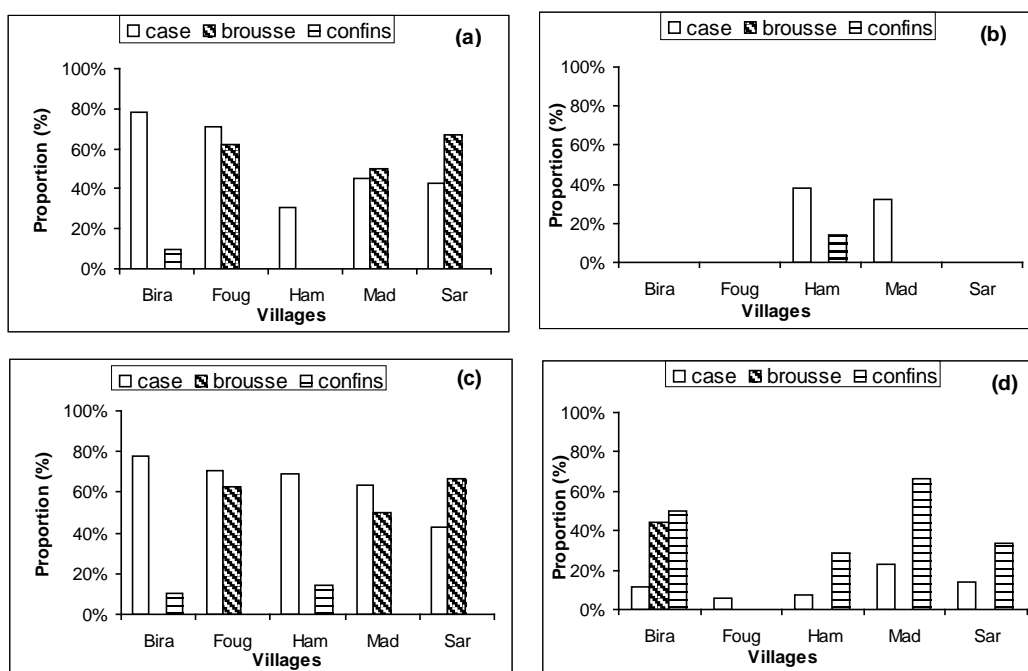 case brousse confins
(a)
100%
80%
60%
40%
20%
0%
Proportion (%)
Bira Foug Ham Mad Sar
Villages
case brousse confins
(b)
100%
80%
60%
40%
20%
0%
Proportion (%)
Bira Foug Ham Mad Sar
Villages
case brousse confins
(c)
100%
80%
60%
40%
20%
0%
Proportion (%)
Bira Foug Ham Mad Sar
Villages
case brousse confins
(d)
100%
80%
60%
40%
20%
0%
Proportion (%)
Bira Foug Ham Mad Sar
Villages